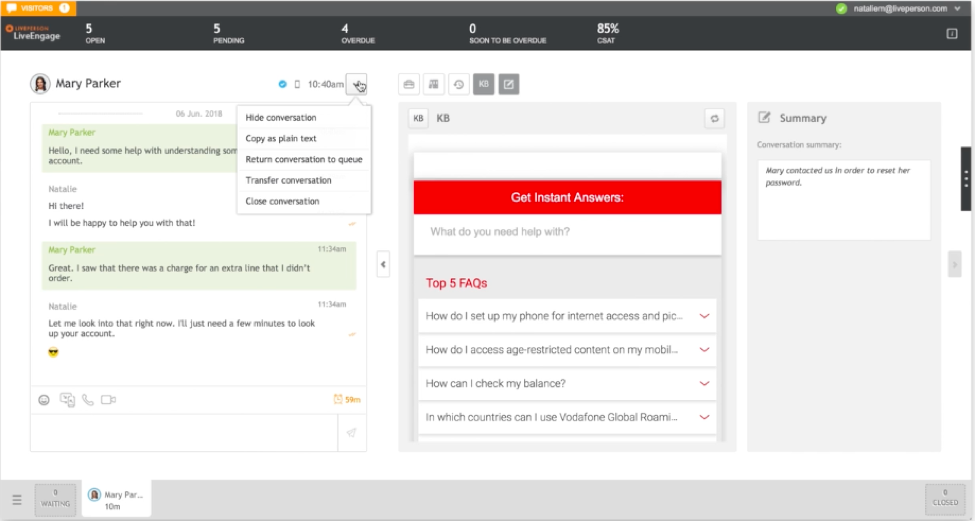 VISITORS
nataliem@liveperson.com
LIVEPERSON
LiveEngage
5
OPEN
5
PENDING
4
OVERDUE
0
SOON TO BE OVERDUE
85%
CSAT
Mary Parker
10:40am
Hide conversation
Copy as plain text
Return conversation to queue
Transfer conversation
Close conversation
06 Jun. 2018
Mary Parker
Hello, I need some help with understanding som
account.
Natalie
Hi there!
I will be happy to help you with that!
Mary Parker
11:34am
Great, I saw that there was a charge for an extra line that I didn't
order.
Natalie
11:34am
Let me look into that right now. I'll just need a few minutes to look
up your account.
59m
KB
KB KB
Get Instant Answers:
What do you need help with?
Top 5 FAQs
How do I set up my phone for internet access and pic...
How do I access age-restricted content on my mobil...
How can I check my balance?
In which countries can I use Vodafone Global Roami...
Summary
Conversation summary:
Mary contacted us in order to reset her
password.
0
WAITING
Mary Par...
10m
0
CLOSED